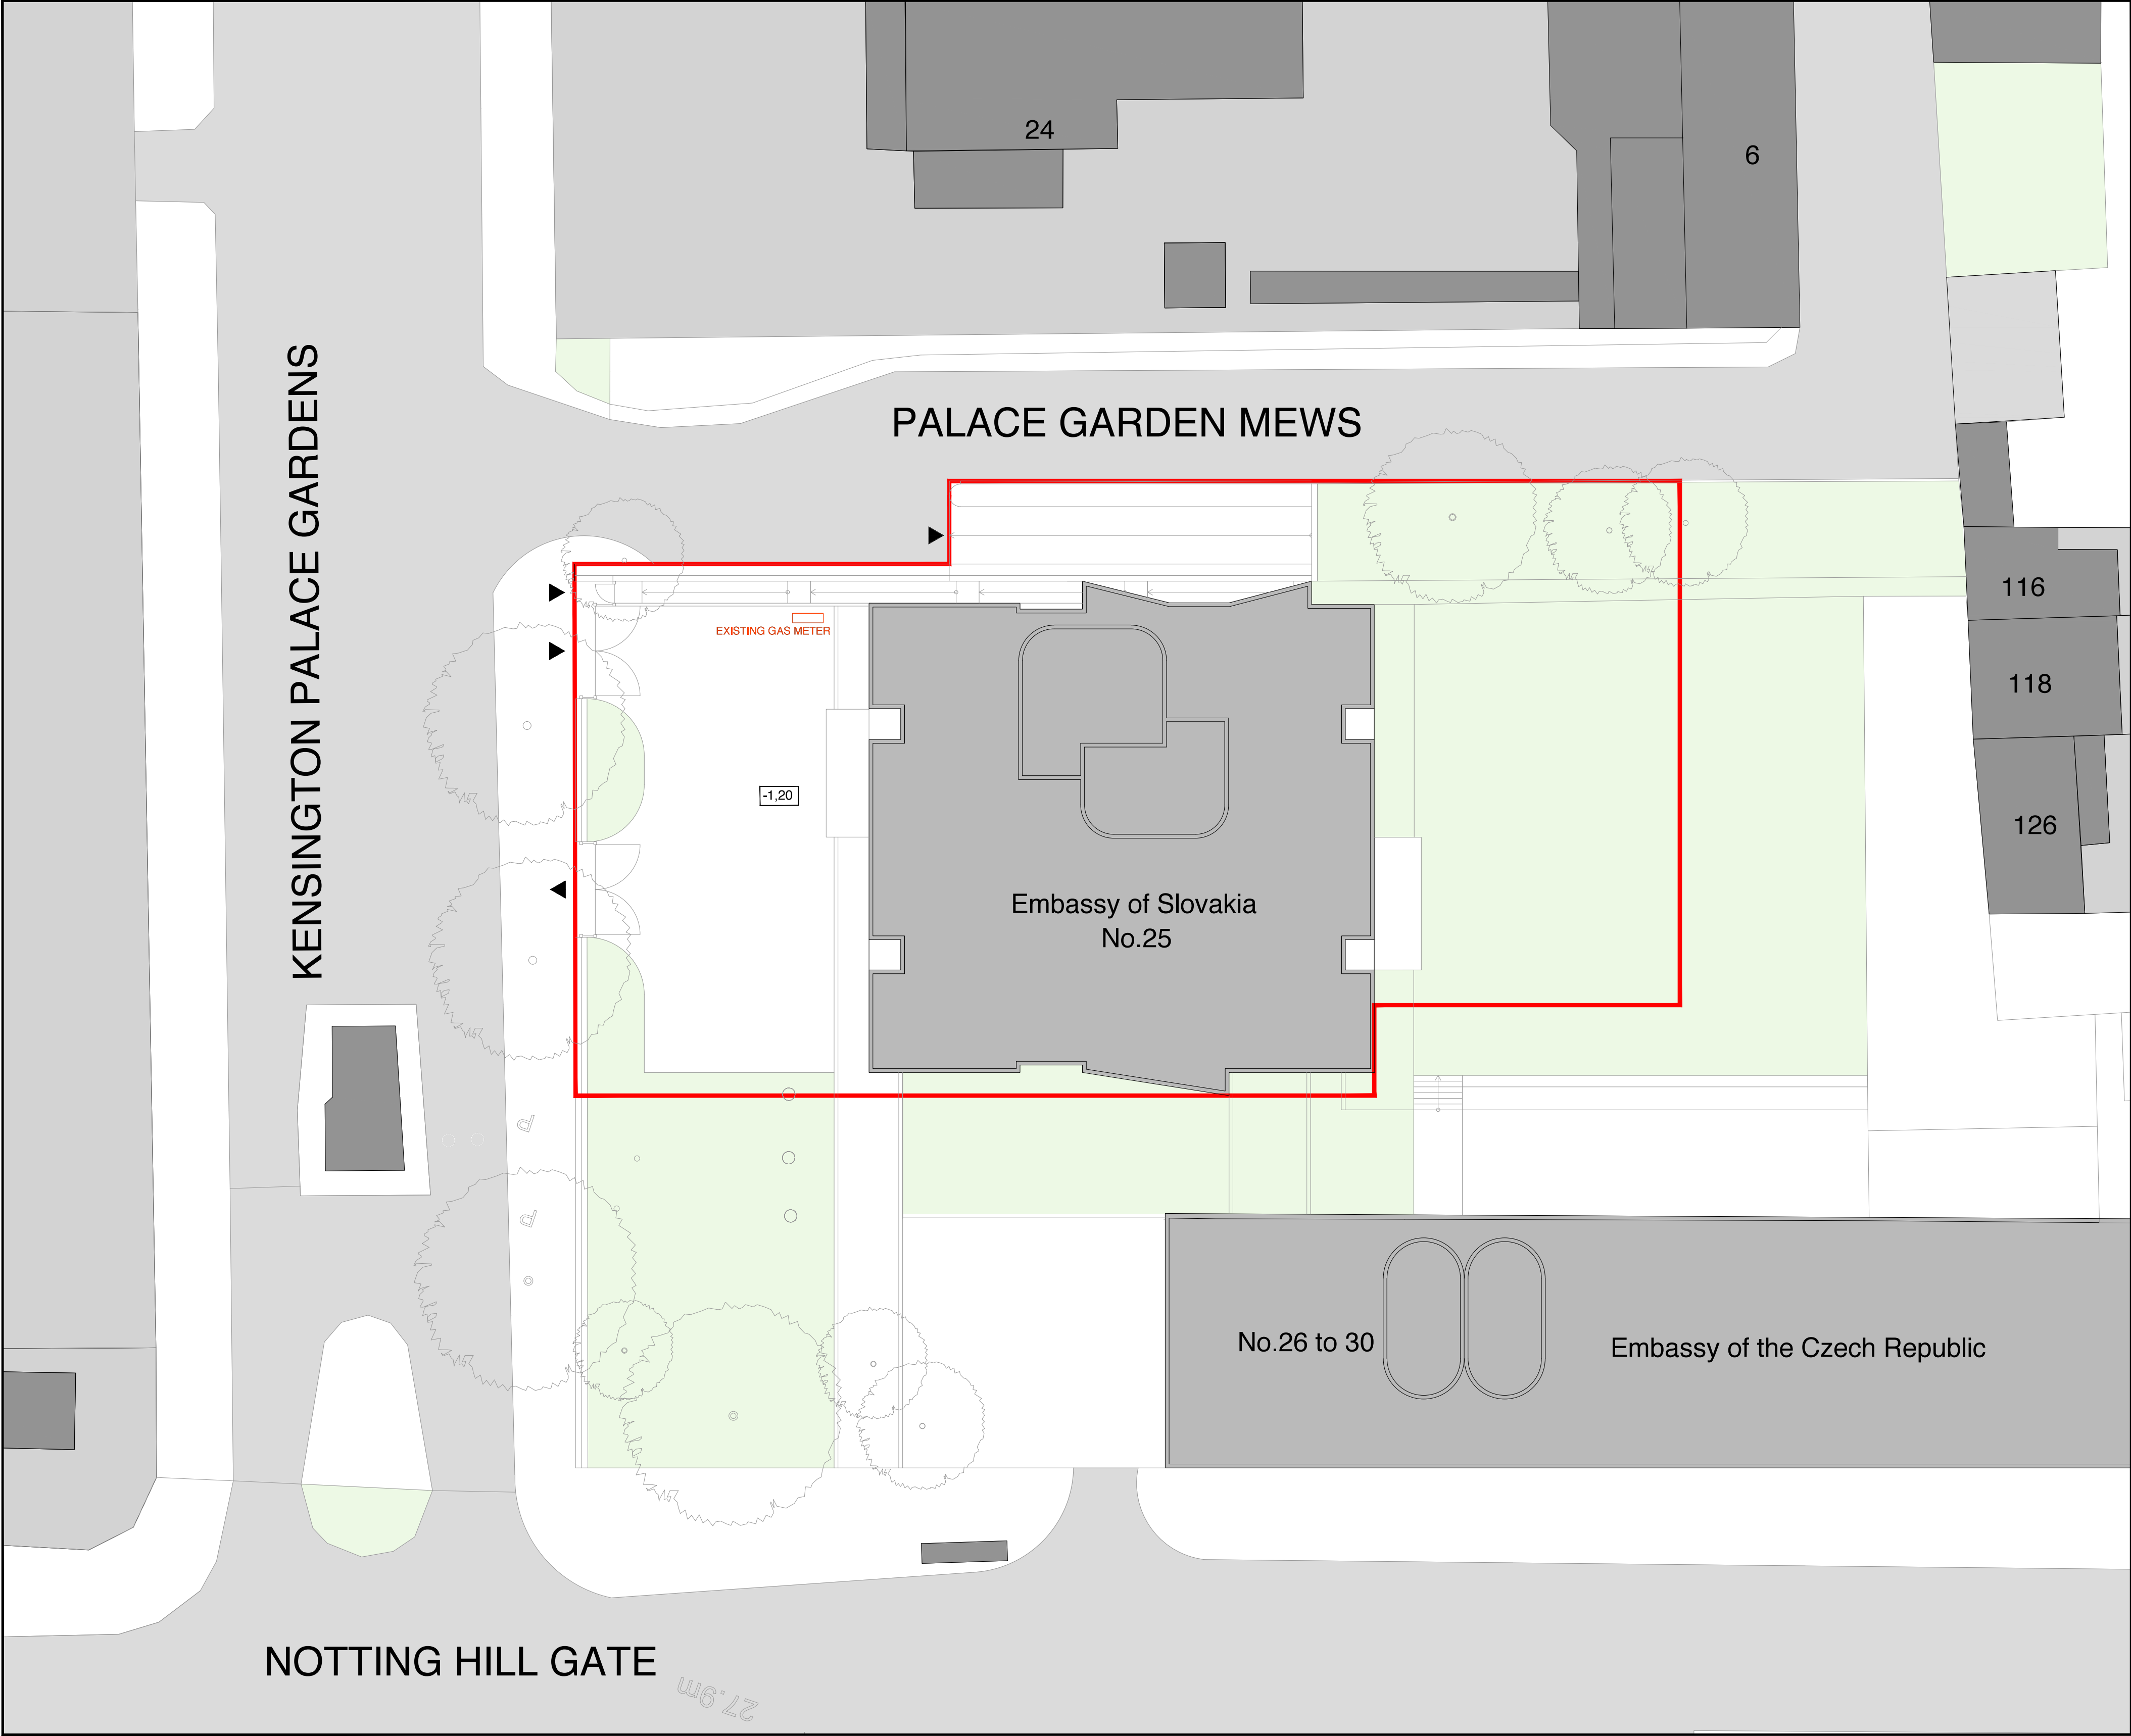 24
6
PALACE GARDEN MEWS
KENSINGTON PALACE GARDENS
EXISTING GAS METER
116
118
-1,20
126
Embassy of Slovakia
No.25
P
P
No.26 to 30
Embassy of the Czech Republic
NOTTING HILL GATE
27.9m